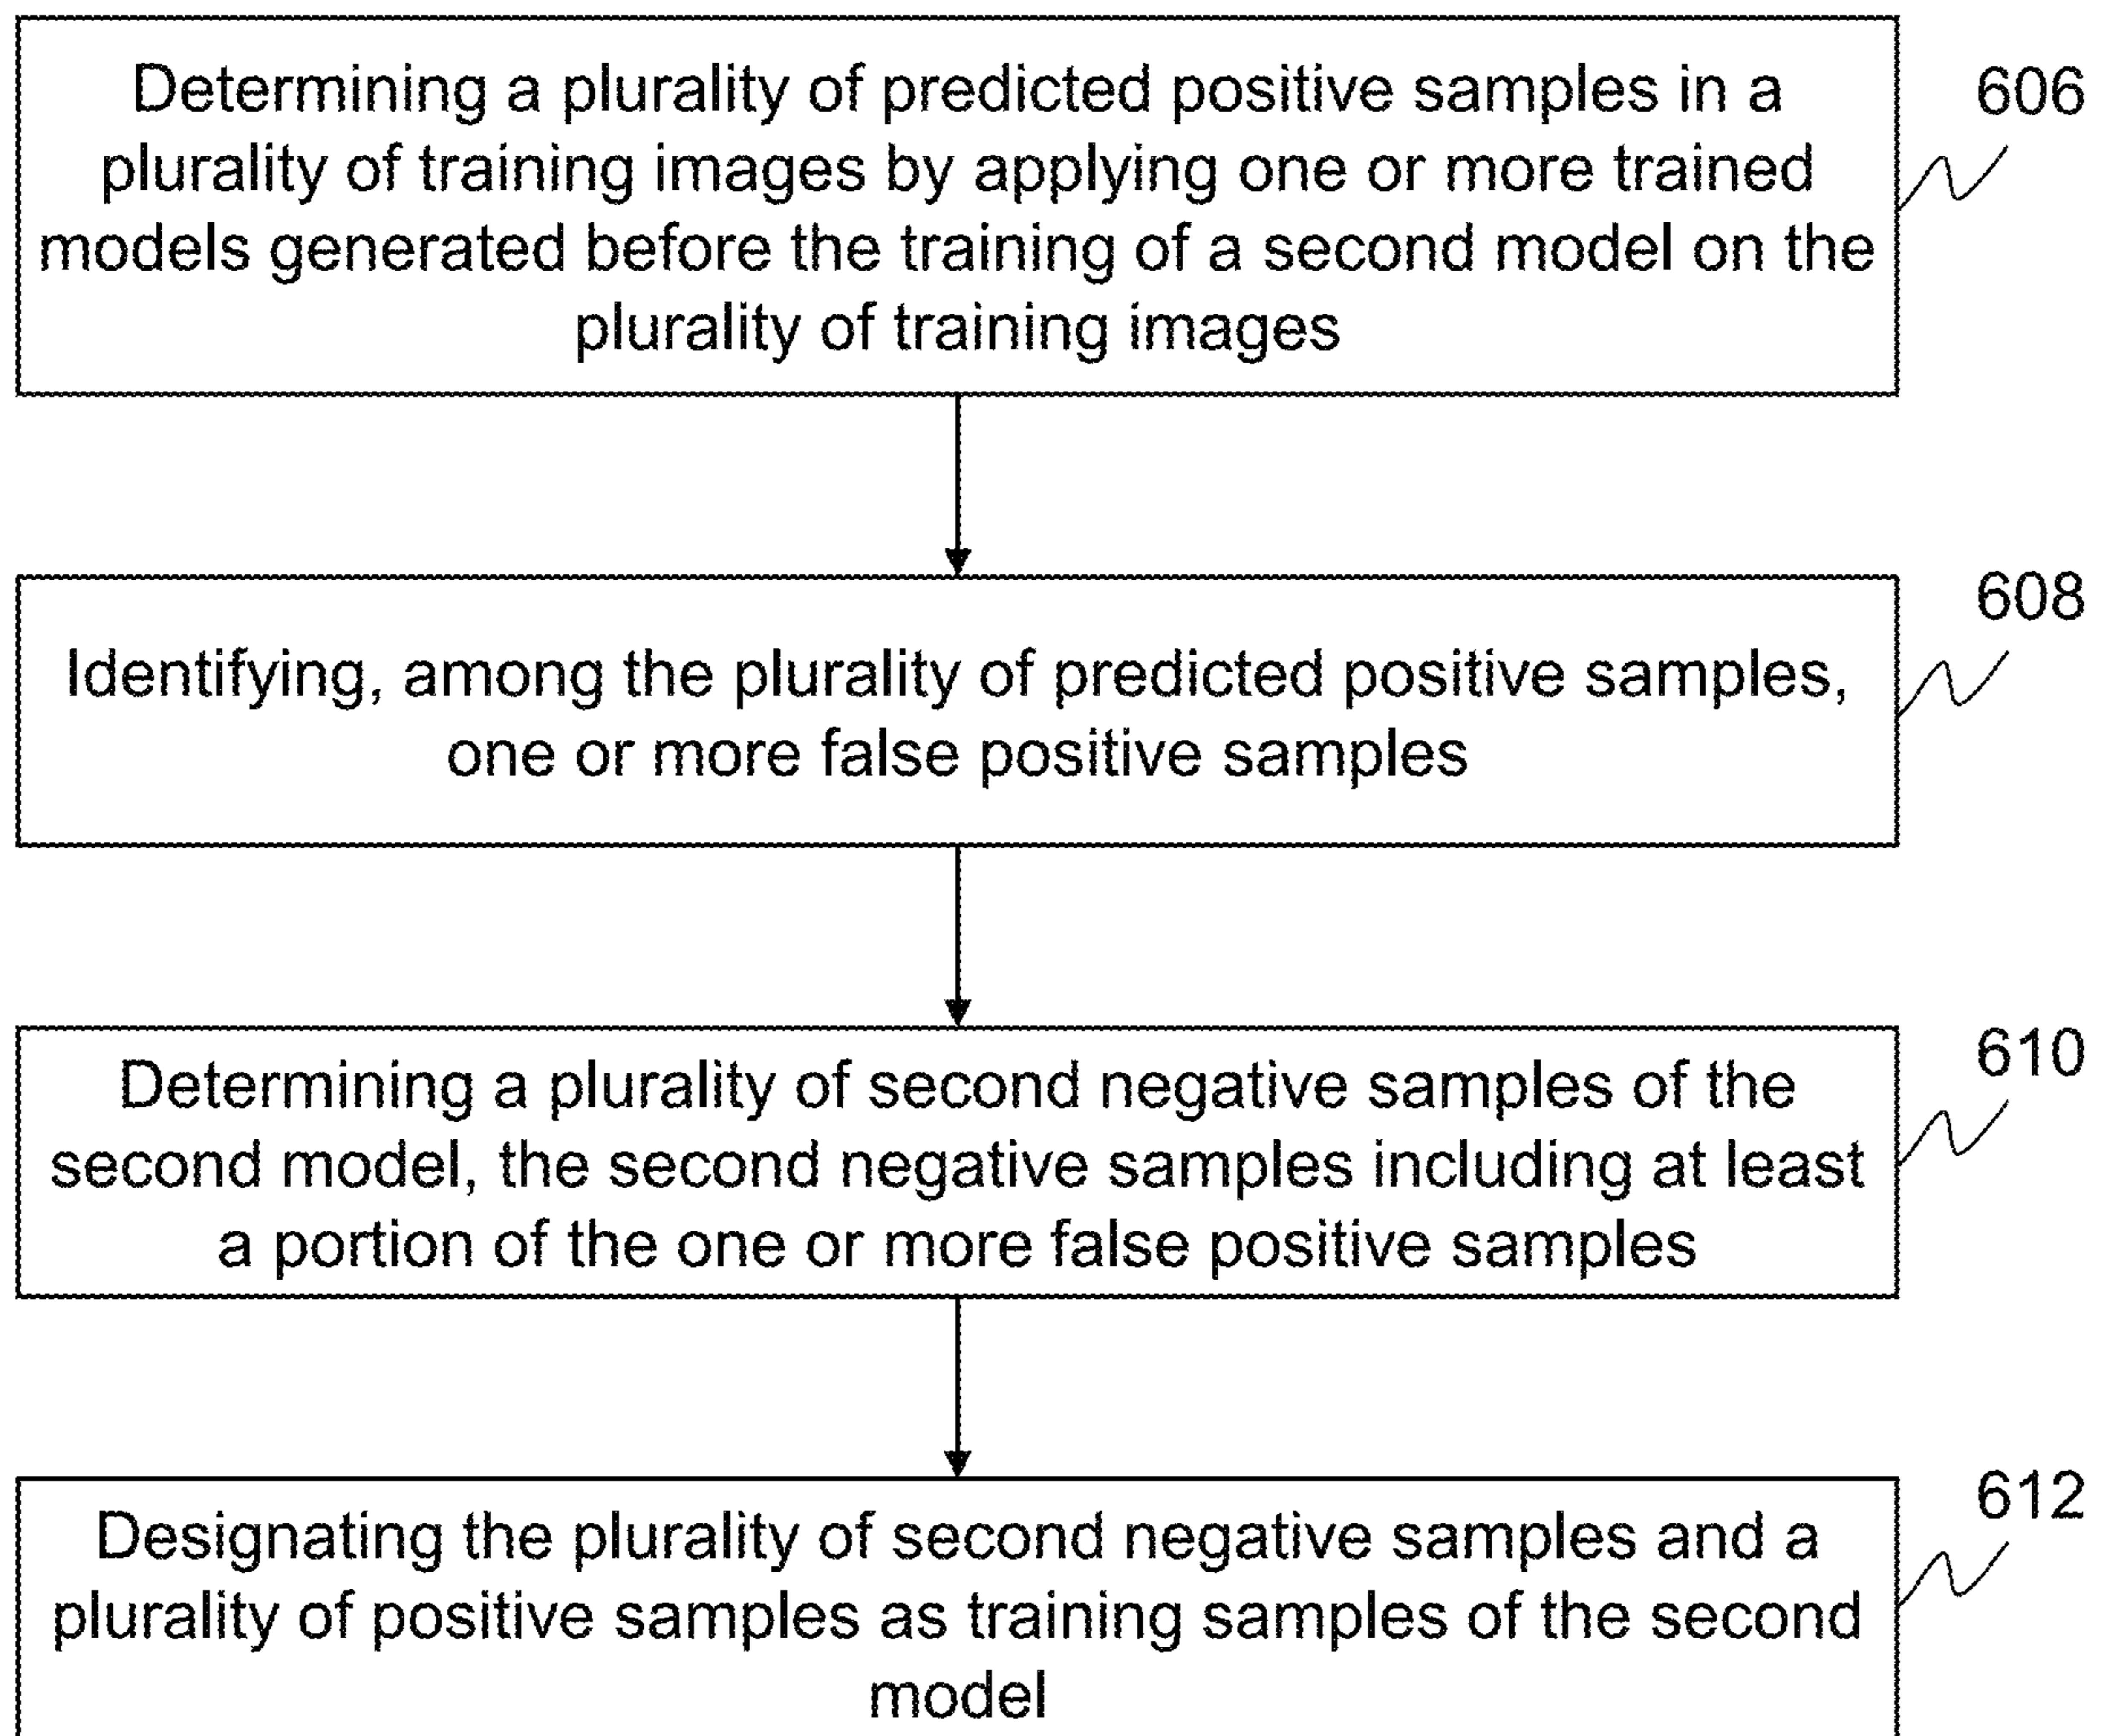 Determining a plurality of predicted positive samples in a
plurality of training images by applying one or more trained
models generated before the training of a second model on the
plurality of training images
606
Identifying, among the plurality of predicted positive samples,
one or more false positive samples
608
Determining a plurality of second negative samples of the
second model, the second negative samples including at least
a portion of the one or more false positive samples
610
Designating the plurality of second negative samples and a
plurality of positive samples as training samples of the second
model
612